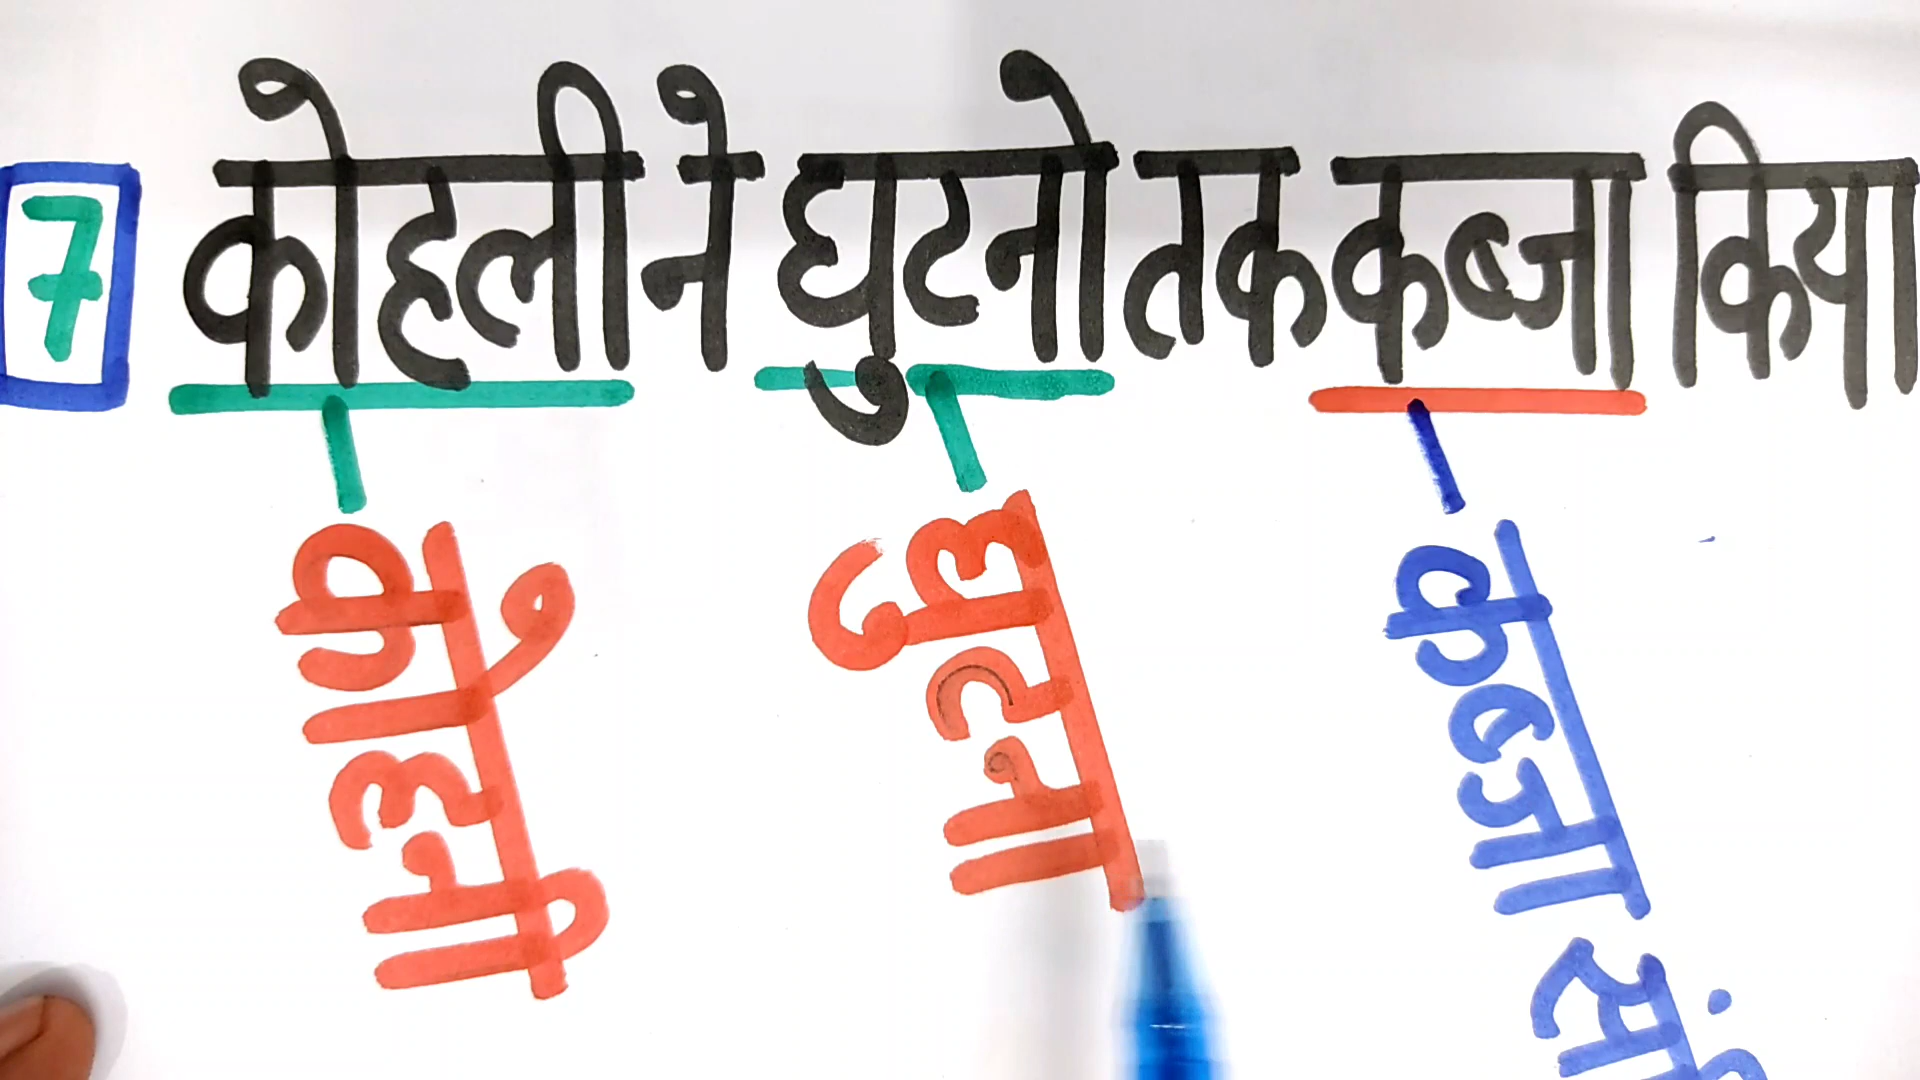 7 कोहली ने घुटनो तक कब्जा किया
कोहनी
घुटना
कब्जा